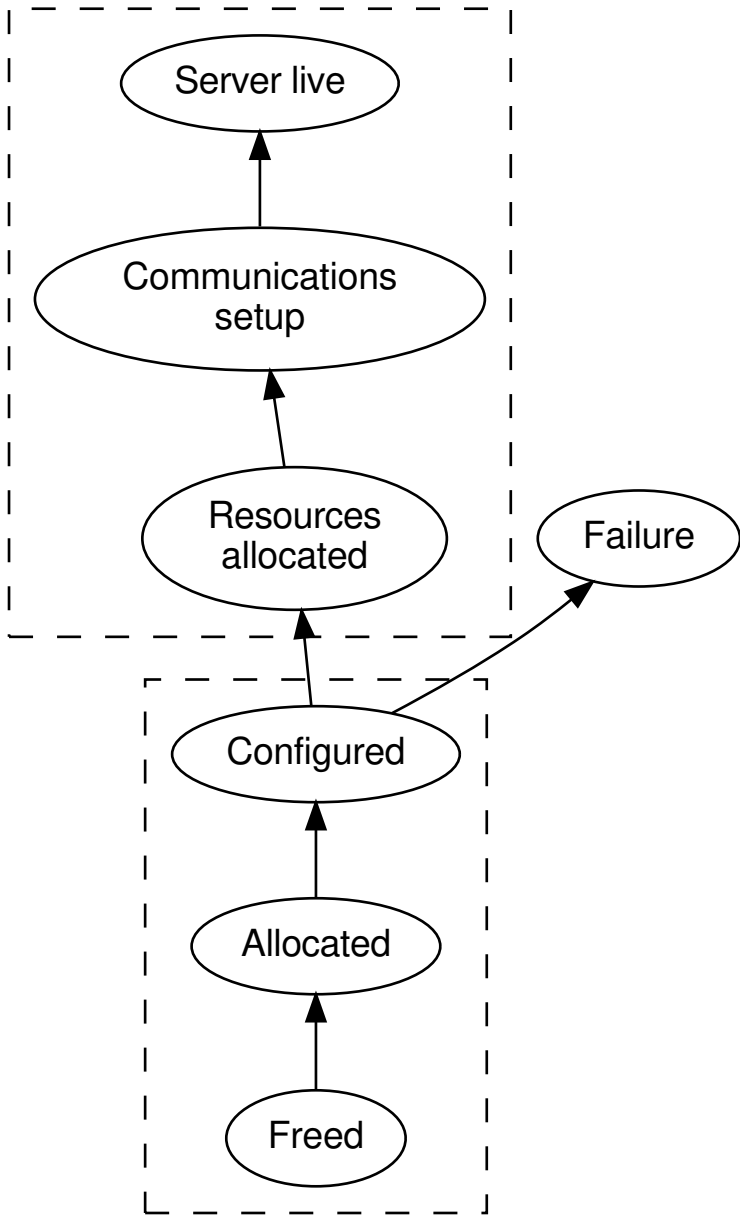 Server live
Communications
setup
Resources
allocated
Failure
Configured
Allocated
Freed